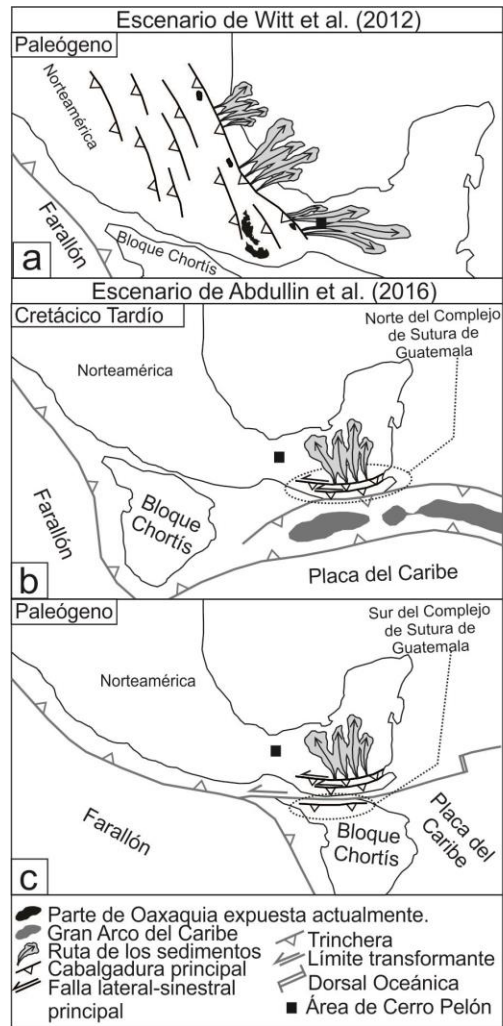 Escenario de Witt et al. (2012)
Paleógeno
Norteamérica
Farallón
Bloque Chortís
a
Escenario de Abdullin et al. (2016)
Cretácico Tardío
Norte del Complejo
de Sutura de
Guatemala
Norteamérica
Farallón
Bloque
Chortís
Placa del Caribe
b
Paleógeno
Sur del Complejo
de Sutura de
Guatemala
Norteamérica
Farallón
Bloque
Chortís
Placa del
Caribe
c
Parte de Oaxaquia expuesta actualmente.
Gran Arco del Caribe
Ruta de los sedimentos
Cabalgadura principal
Falla lateral-sinestral
principal
Trinchera
Límite transformante
Dorsal Oceánica
Área de Cerro Pelón